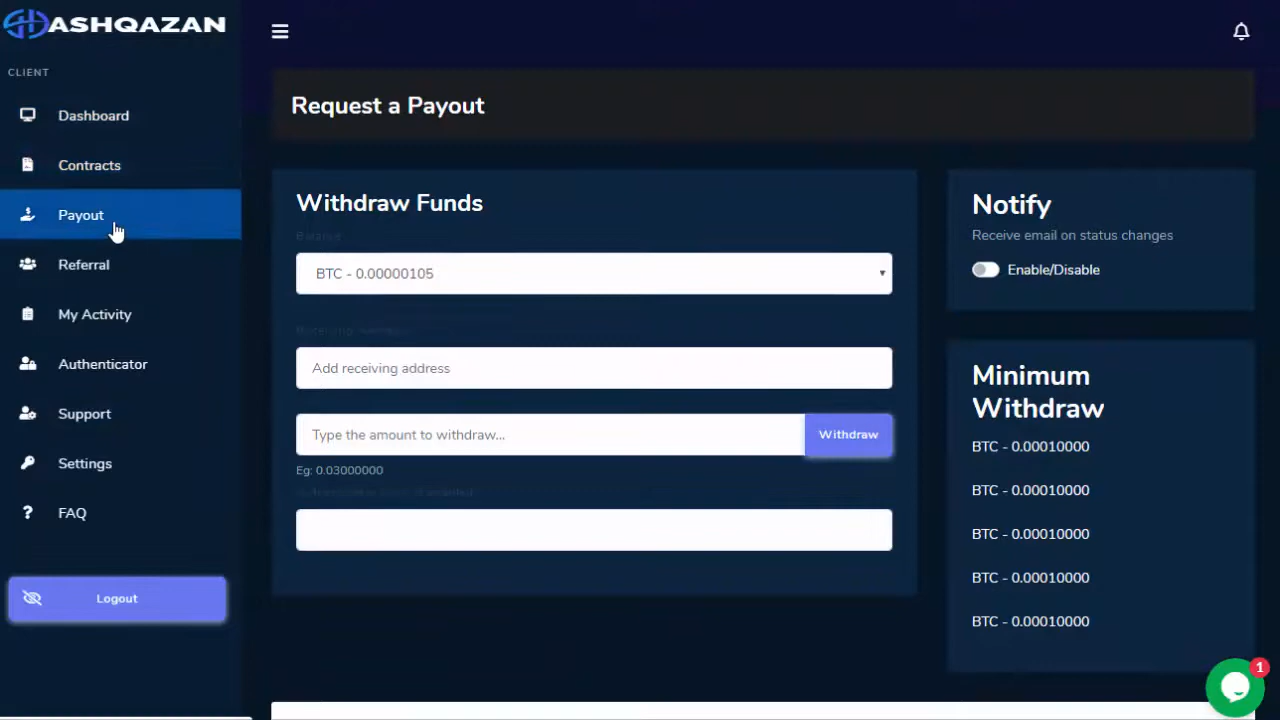 ASHQAZAN
CLIENT
Dashboard
Contracts
Payout
Referral
My Activity
Authenticator
Support
Settings
FAQ
Logout
Request a Payout
Withdraw Funds
Balance
BTC - 0.00000105
Add receiving address
Type the amount to withdraw...
Withdraw
Eg: 0.03000000
Notify
Receive email on status changes
Enable/Disable
Minimum
Withdraw
BTC - 0.00010000
BTC - 0.00010000
BTC - 0.00010000
BTC - 0.00010000
BTC - 0.00010000
1